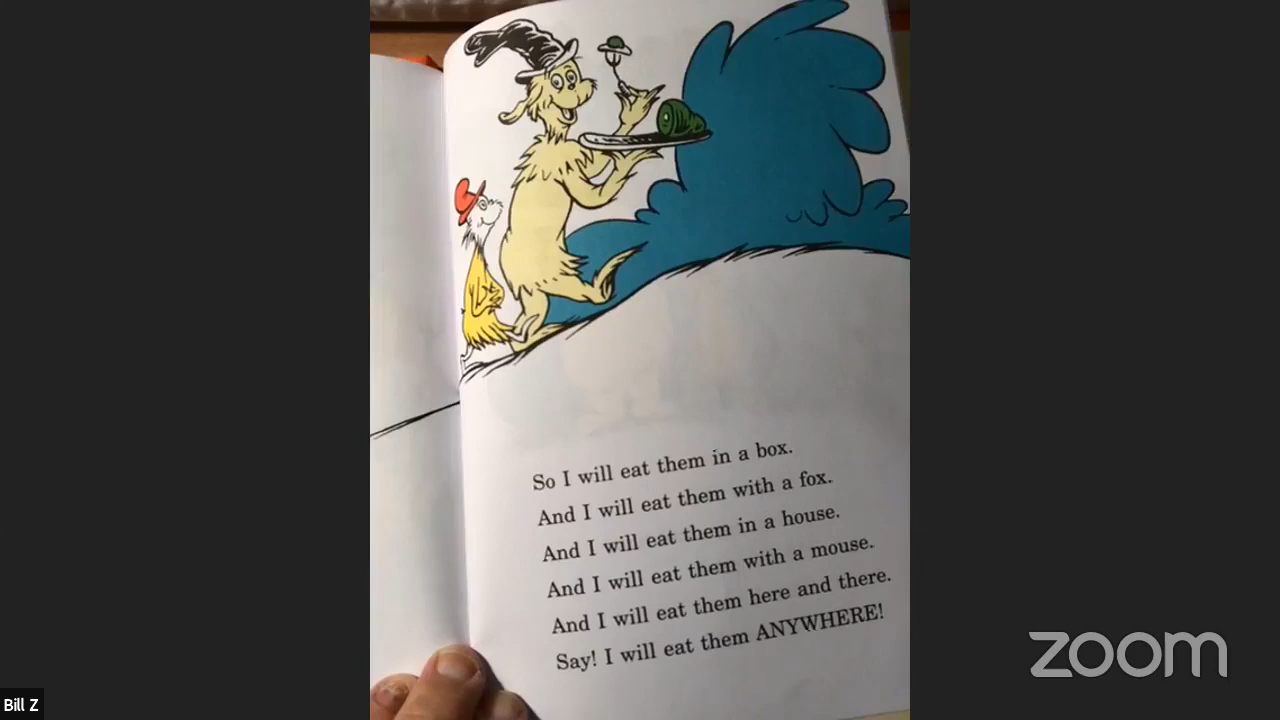 So I will eat them in a box.
And I will eat them with a fox.
And I will eat them in a house.
And I will eat them with a mouse.
And I will eat them here and there.
Say! I will eat them ANYWHERE!
zoom
Bill Z